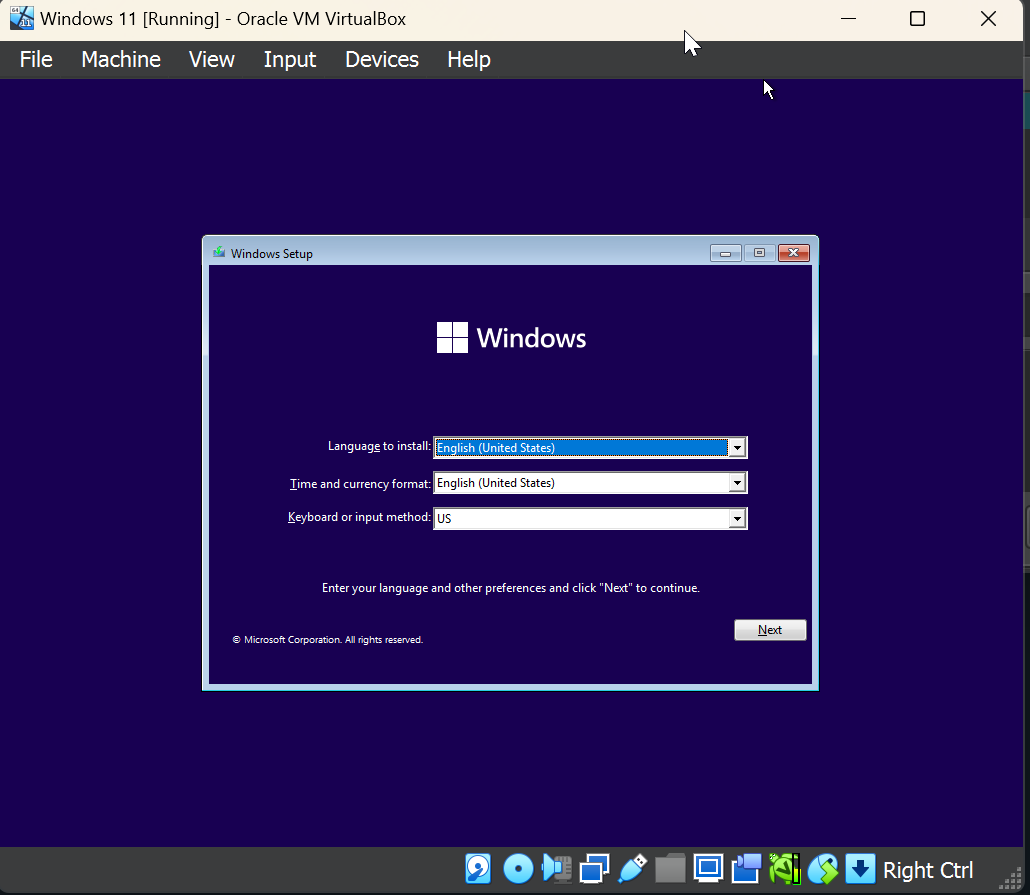 Windows 11 [Running] - Oracle VM VirtualBox
File Machine View Input Devices Help
Windows Setup
Windows
Language to install: English (United States)
Time and currency format: English (United States)
Keyboard or input method: US
Enter your language and other preferences and click "Next" to continue.
Next
© Microsoft Corporation. All rights reserved.
Right Ctrl